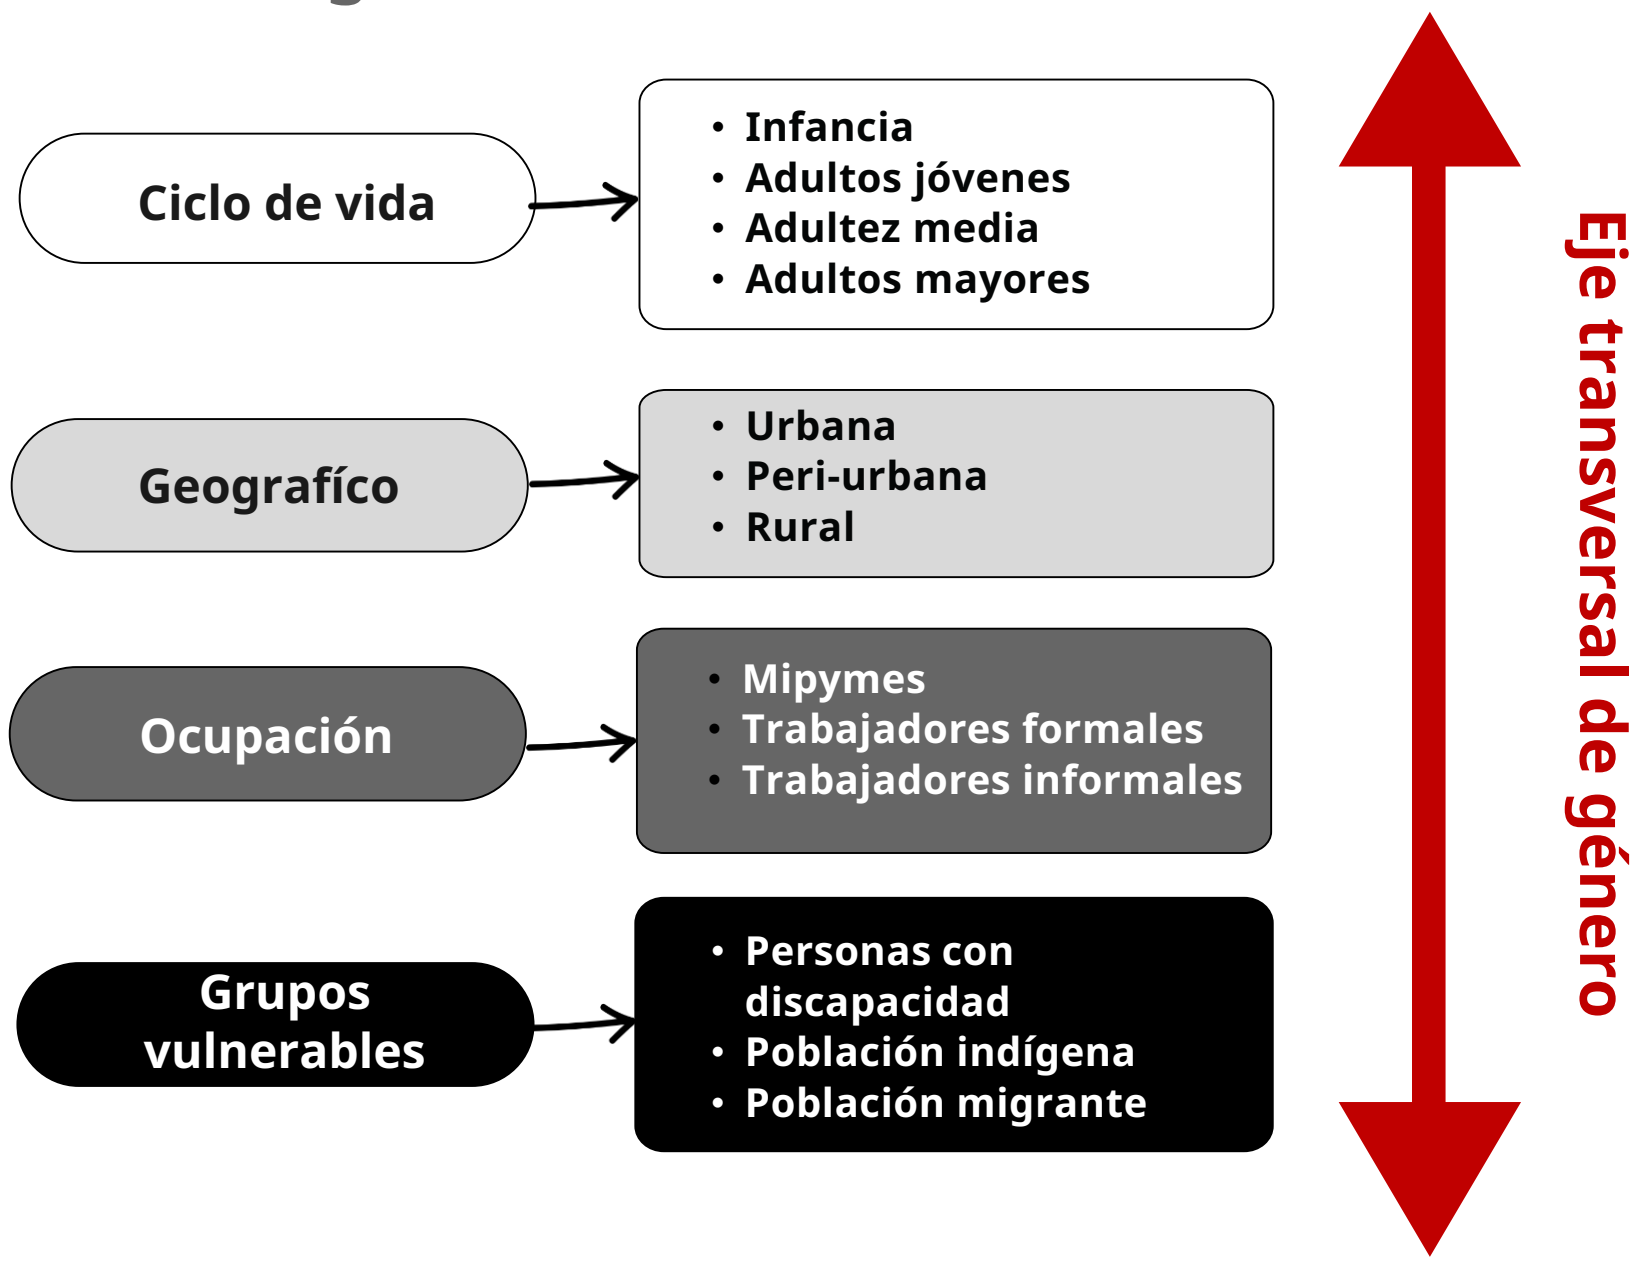 Ciclo de vida
• Infancia
• Adultos jóvenes
• Adultez media
• Adultos mayores
Geografíco
• Urbana
• Peri-urbana
• Rural
Ocupación
• Mipymes
• Trabajadores formales
• Trabajadores informales
Grupos
vulnerables
• Personas con
discapacidad
• Población indígena
• Población migrante
Eje transversal de género